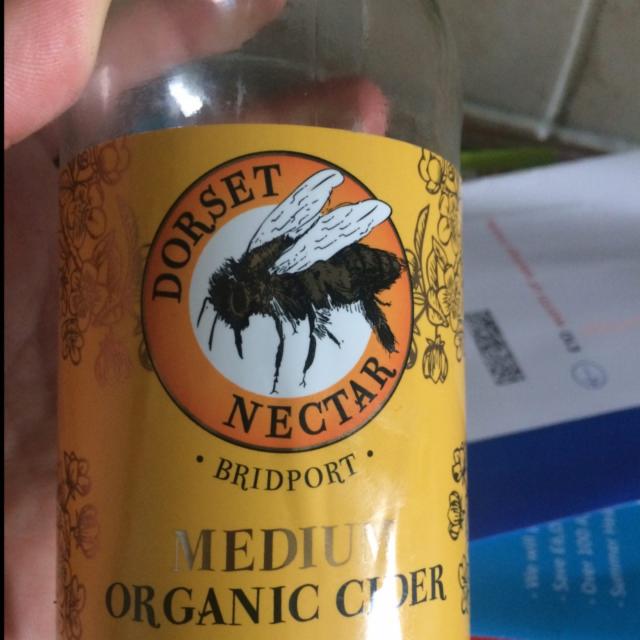 DORSET
NECTAR
• BRIDPORT •
MEDIUM
ORGANIC CIDER